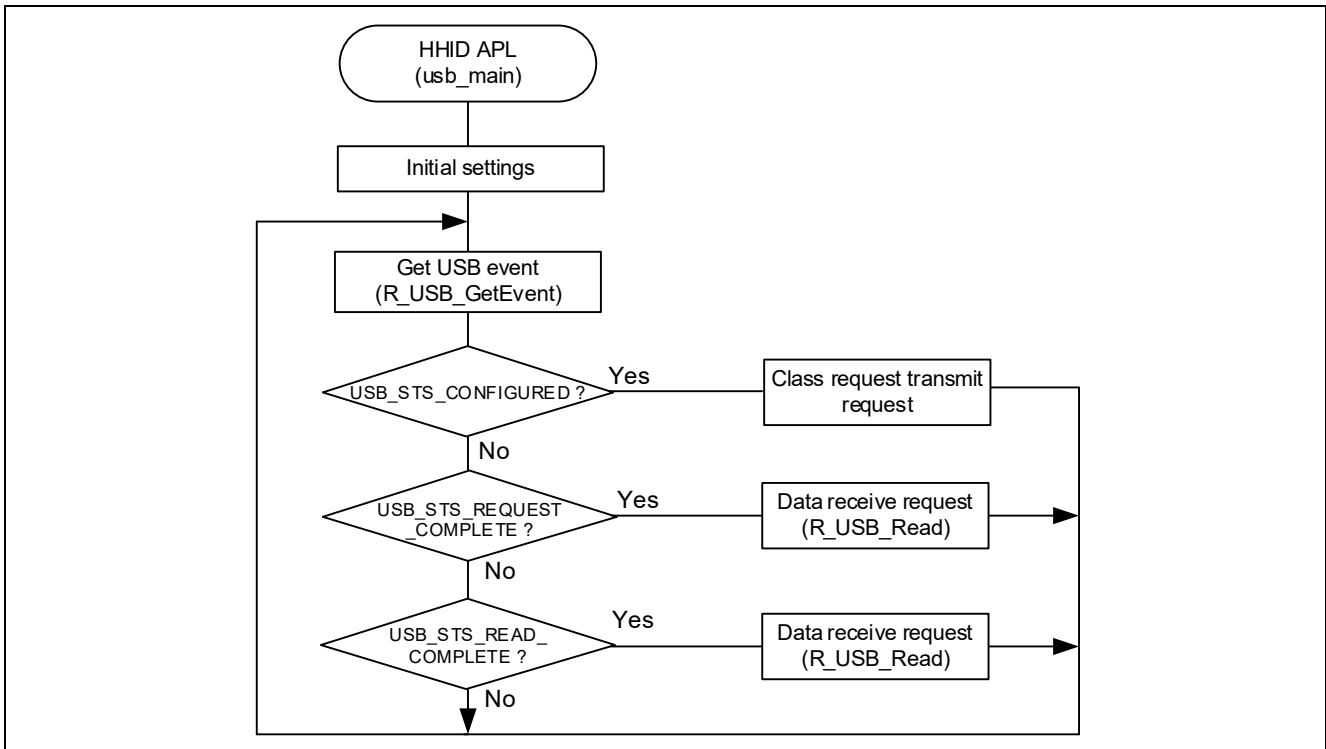 HHID APL
(usb_main)
Initial settings
Get USB event
(R_USB_GetEvent)
USB_STS_CONFIGURED ?
Yes
Class request transmit
request
No
USB_STS_REQUEST
_COMPLETE ?
Yes
Data receive request
(R_USB_Read)
No
USB_STS_READ_
COMPLETE ?
Yes
Data receive request
(R_USB_Read)
No